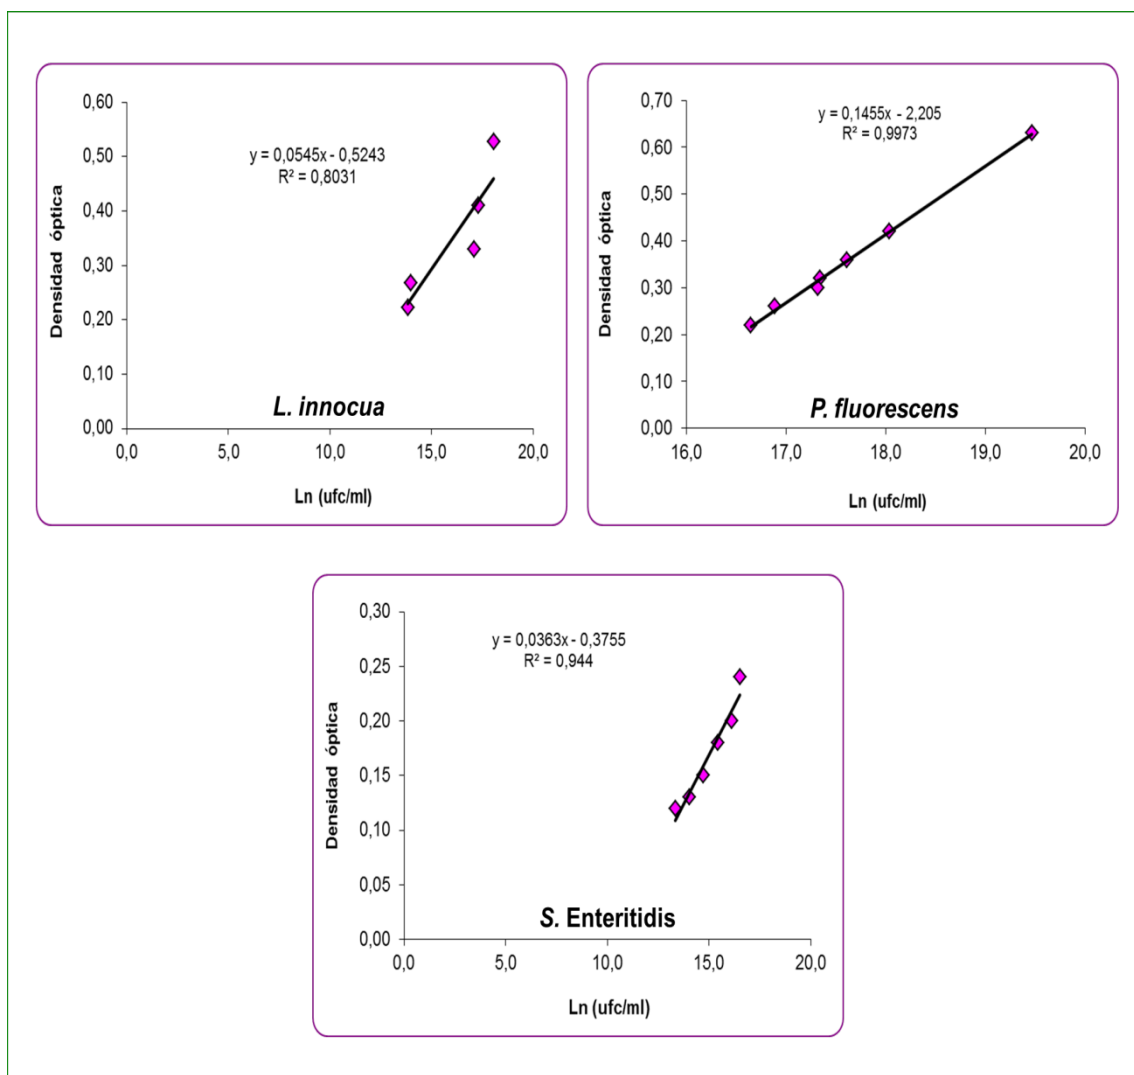 0,60
0,50
0,40
0,30
0,20
0,10
0,00
Densidad óptica
y = 0,0545x - 0,5243
R² = 0,8031
L. innocua
0,0 5,0 10,0 15,0 20,0
Ln (ufc/ml)
0,70
0,60
0,50
0,40
0,30
0,20
0,10
0,00
Densidad óptica
y = 0,1455x - 2,205
R² = 0,9973
P. fluorescens
16,0 17,0 18,0 19,0 20,0
Ln (ufc/ml)
0,30
0,25
0,20
0,15
0,10
0,05
0,00
Densidad óptica
y = 0,0363x - 0,3755
R² = 0,944
S. Enteritidis
0,0 5,0 10,0 15,0 20,0
Ln (ufc/ml)